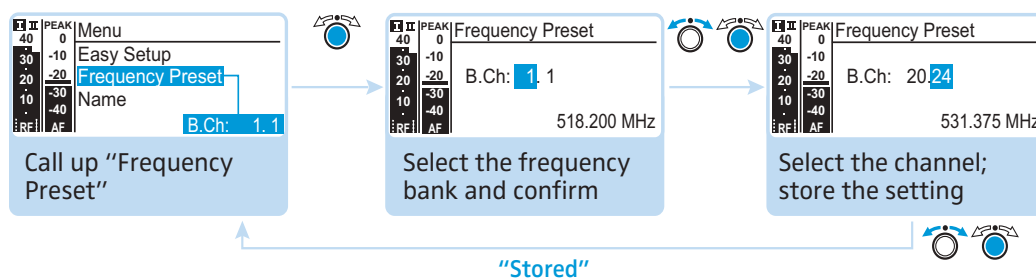 I II PEAK Menu
40 0
30 -10 Easy Setup
20 -20 Frequency Preset
10 -30 Name
-40
RF AF B.Ch: 1. 1
Call up "Frequency
Preset"
I II PEAK Frequency Preset
40 0
30 -10
20 -20 B.Ch: 1. 1
10 -30
-40
RF AF 518.200 MHz
Select the frequency
bank and confirm
I II PEAK Frequency Preset
40 0
30 -10
20 -20 B.Ch: 20.24
10 -30
-40
RF AF 531.375 MHz
Select the channel;
store the setting
"Stored"